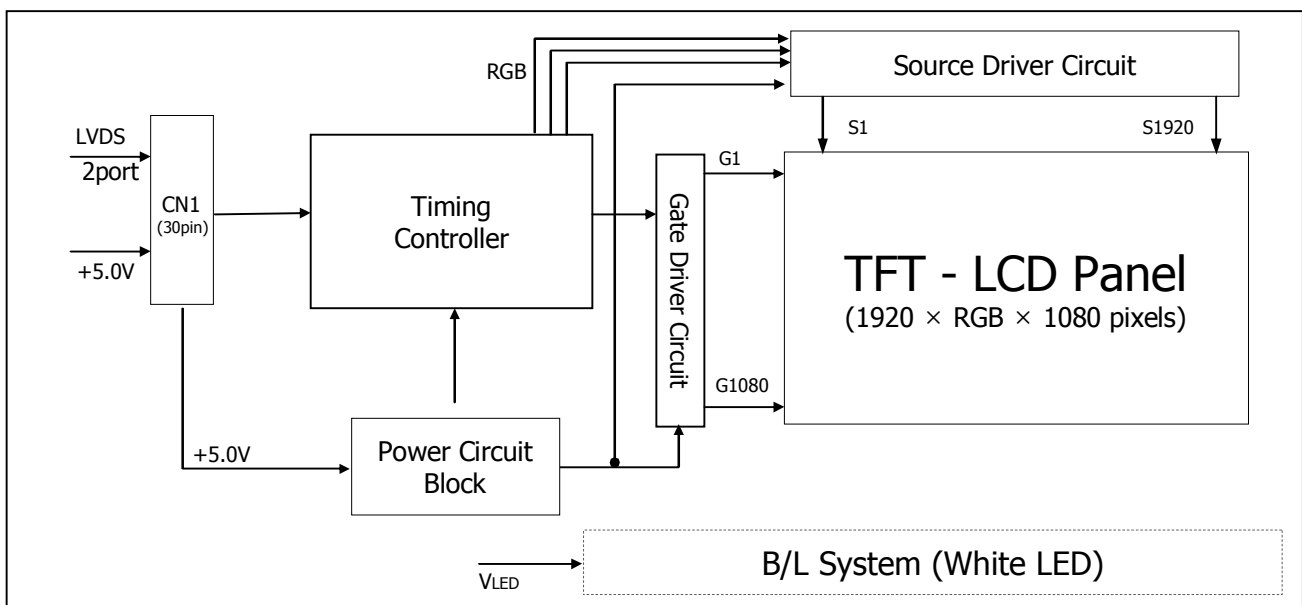 RGB
Source Driver Circuit
S1
S1920
LVDS
2port
CN1
(30pin)
+5.0V
Timing
Controller
Gate Driver Circuit
G1
G1080
TFT - LCD Panel
(1920 × RGB × 1080 pixels)
+5.0V
Power Circuit
Block
VLED
B/L System (White LED)